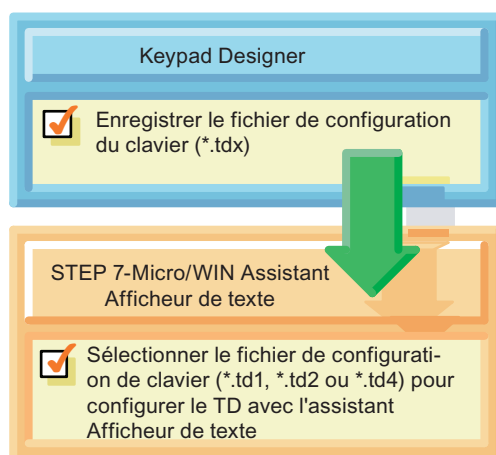 Keypad Designer
Enregistrer le fichier de configuration
du clavier (*.tdx)
STEP 7-Micro/WIN Assistant
Afficheur de texte
Sélectionner le fichier de configurati-
on de clavier (*.td1, *.td2 ou *.td4) pour
configurer le TD avec l'assistant
Afficheur de texte